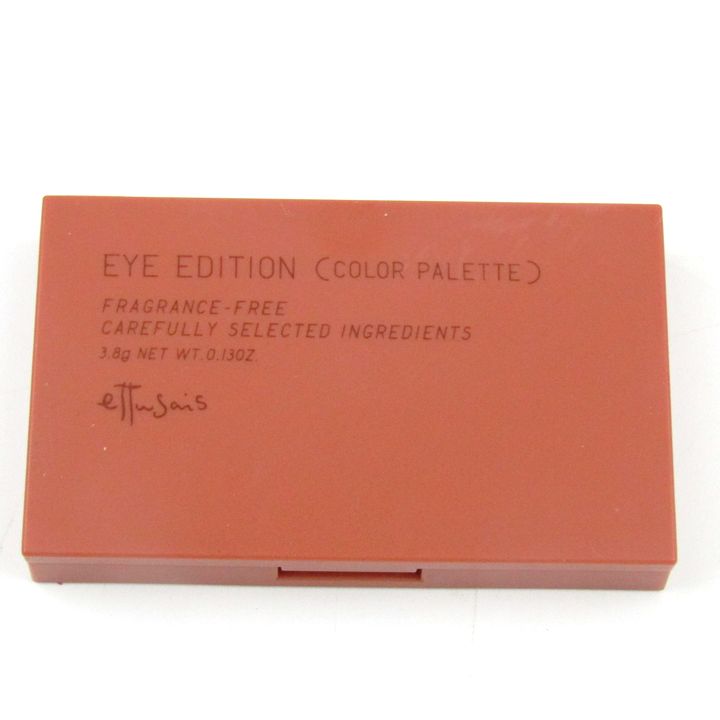 EYE EDITION (COLOR PALETTE)
FRAGRANCE-FREE
CAREFULLY SELECTED INGREDIENTS
3.8g NET WT.0.13OZ.
ettusais